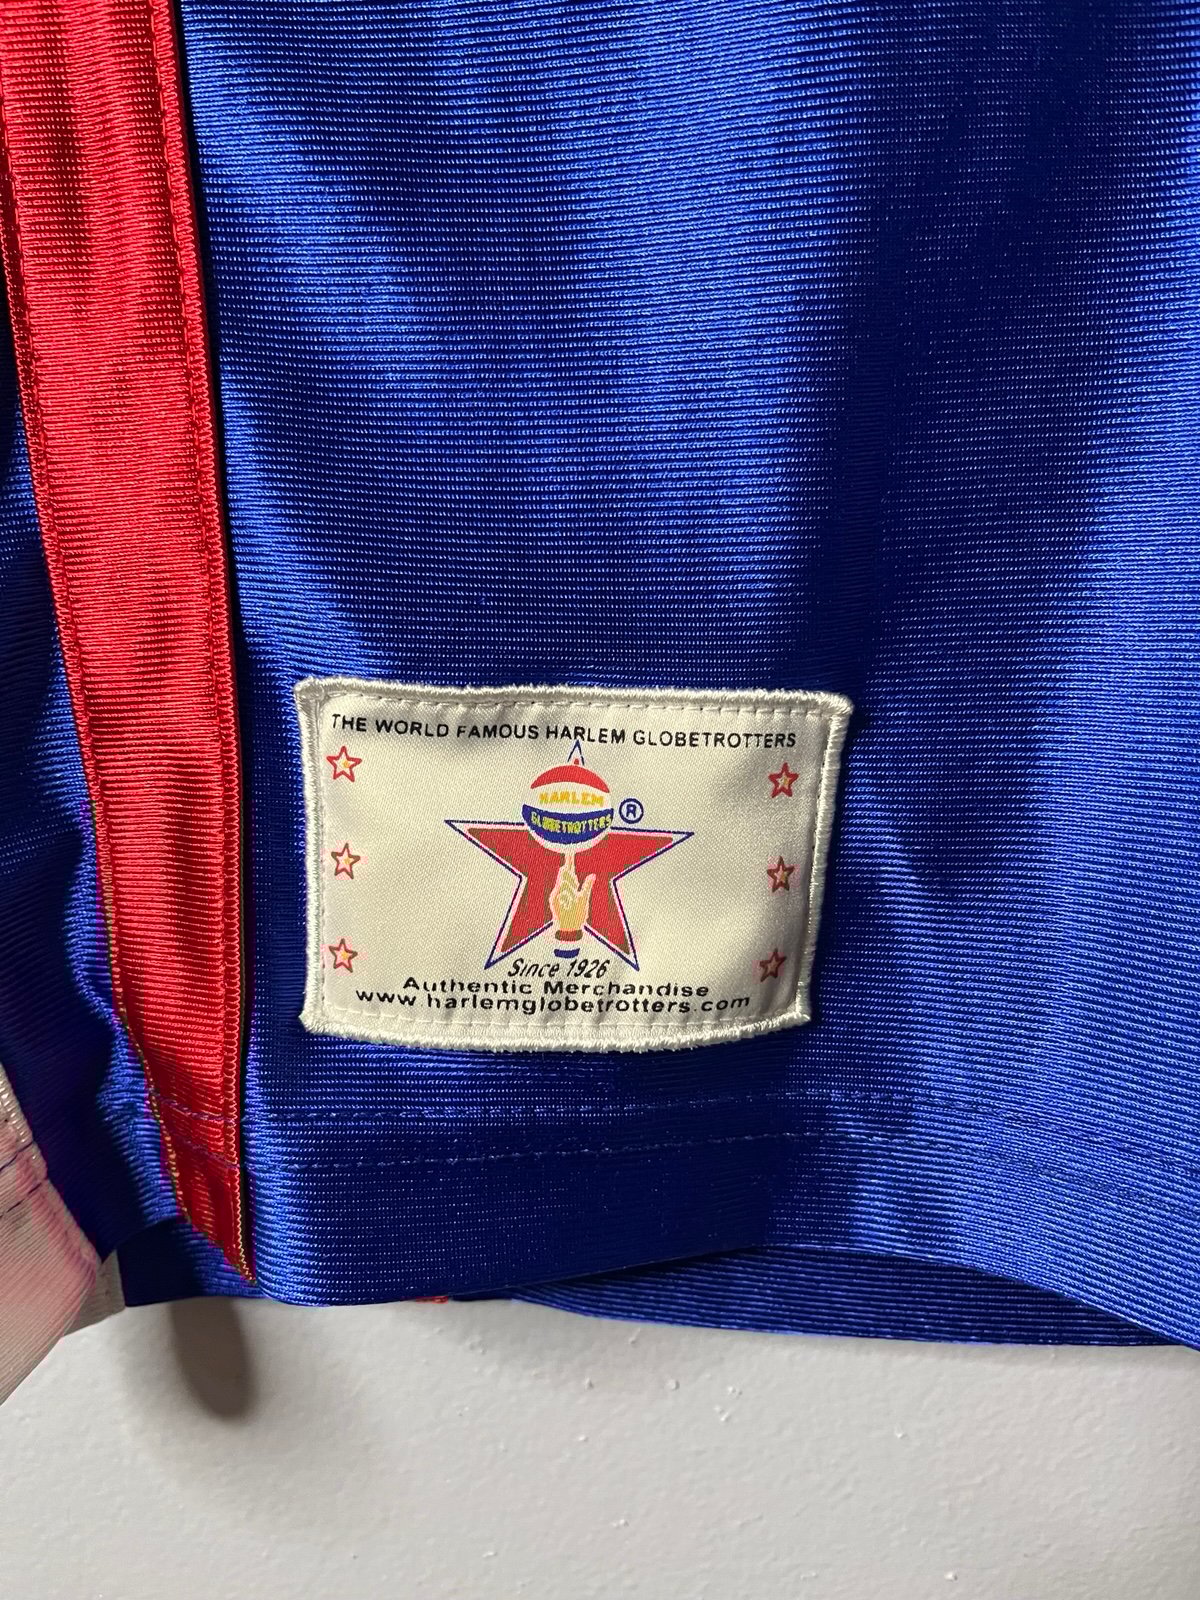 THE WORLD FAMOUS HARLEM GLOBETROTTERS
HARLEM
GLOBETROTTERS
®
Since 1926
Authentic Merchandise
www.harlemglobetrotters.com